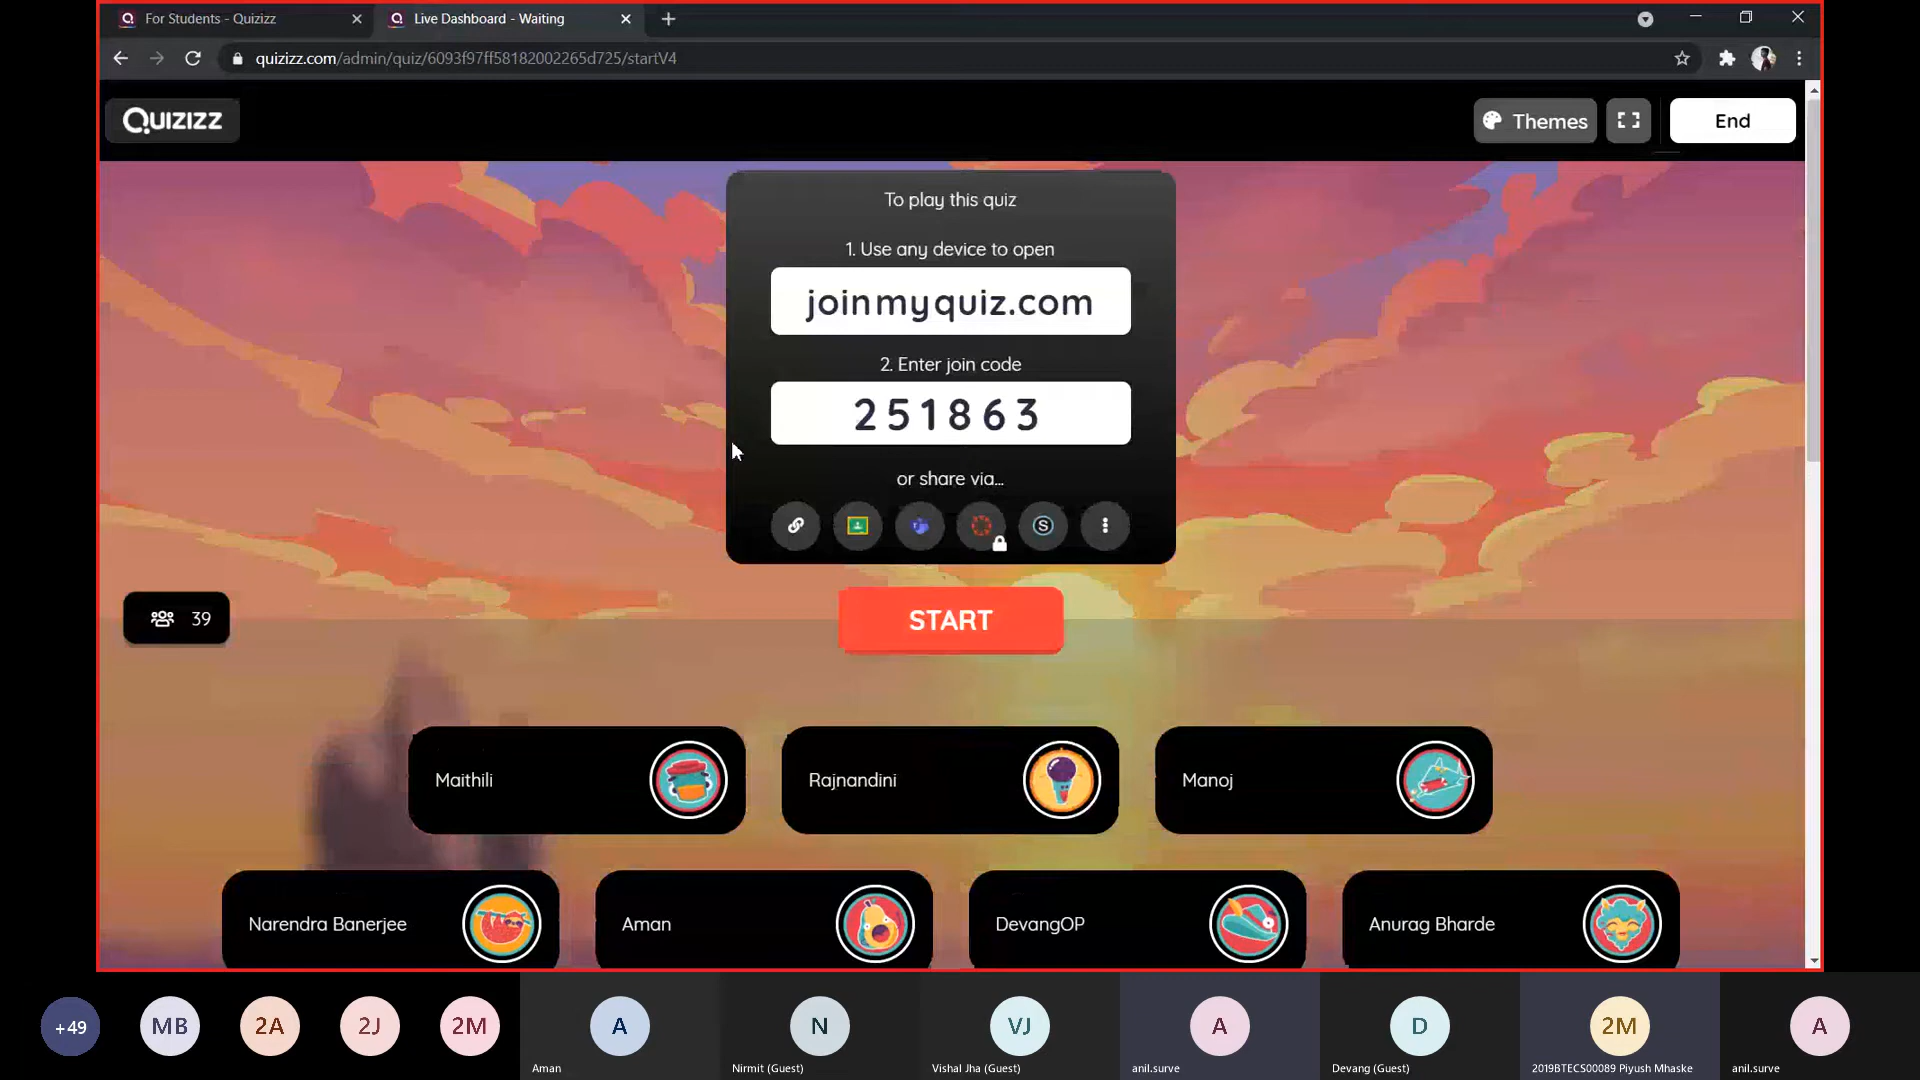 For Students - Quizizz
Live Dashboard - Waiting
quizizz.com/admin/quiz/6093f97ff58182002265d725/startV4
Quizizz
Themes
End
To play this quiz
1. Use any device to open
joinmyquiz.com
2. Enter join code
251863
or share via...
39
START
Maithili
Rajnandini
Manoj
Narendra Banerjee
Aman
DevangOP
Anurag Bharde
+49
MB
2A
2J
2M
A
N
VJ
A
D
2M
A
Aman
Nirmit (Guest)
Vishal Jha (Guest)
anil.surve
Devang (Guest)
2019BTECS00089 Piyush Mhaske
anil.surve